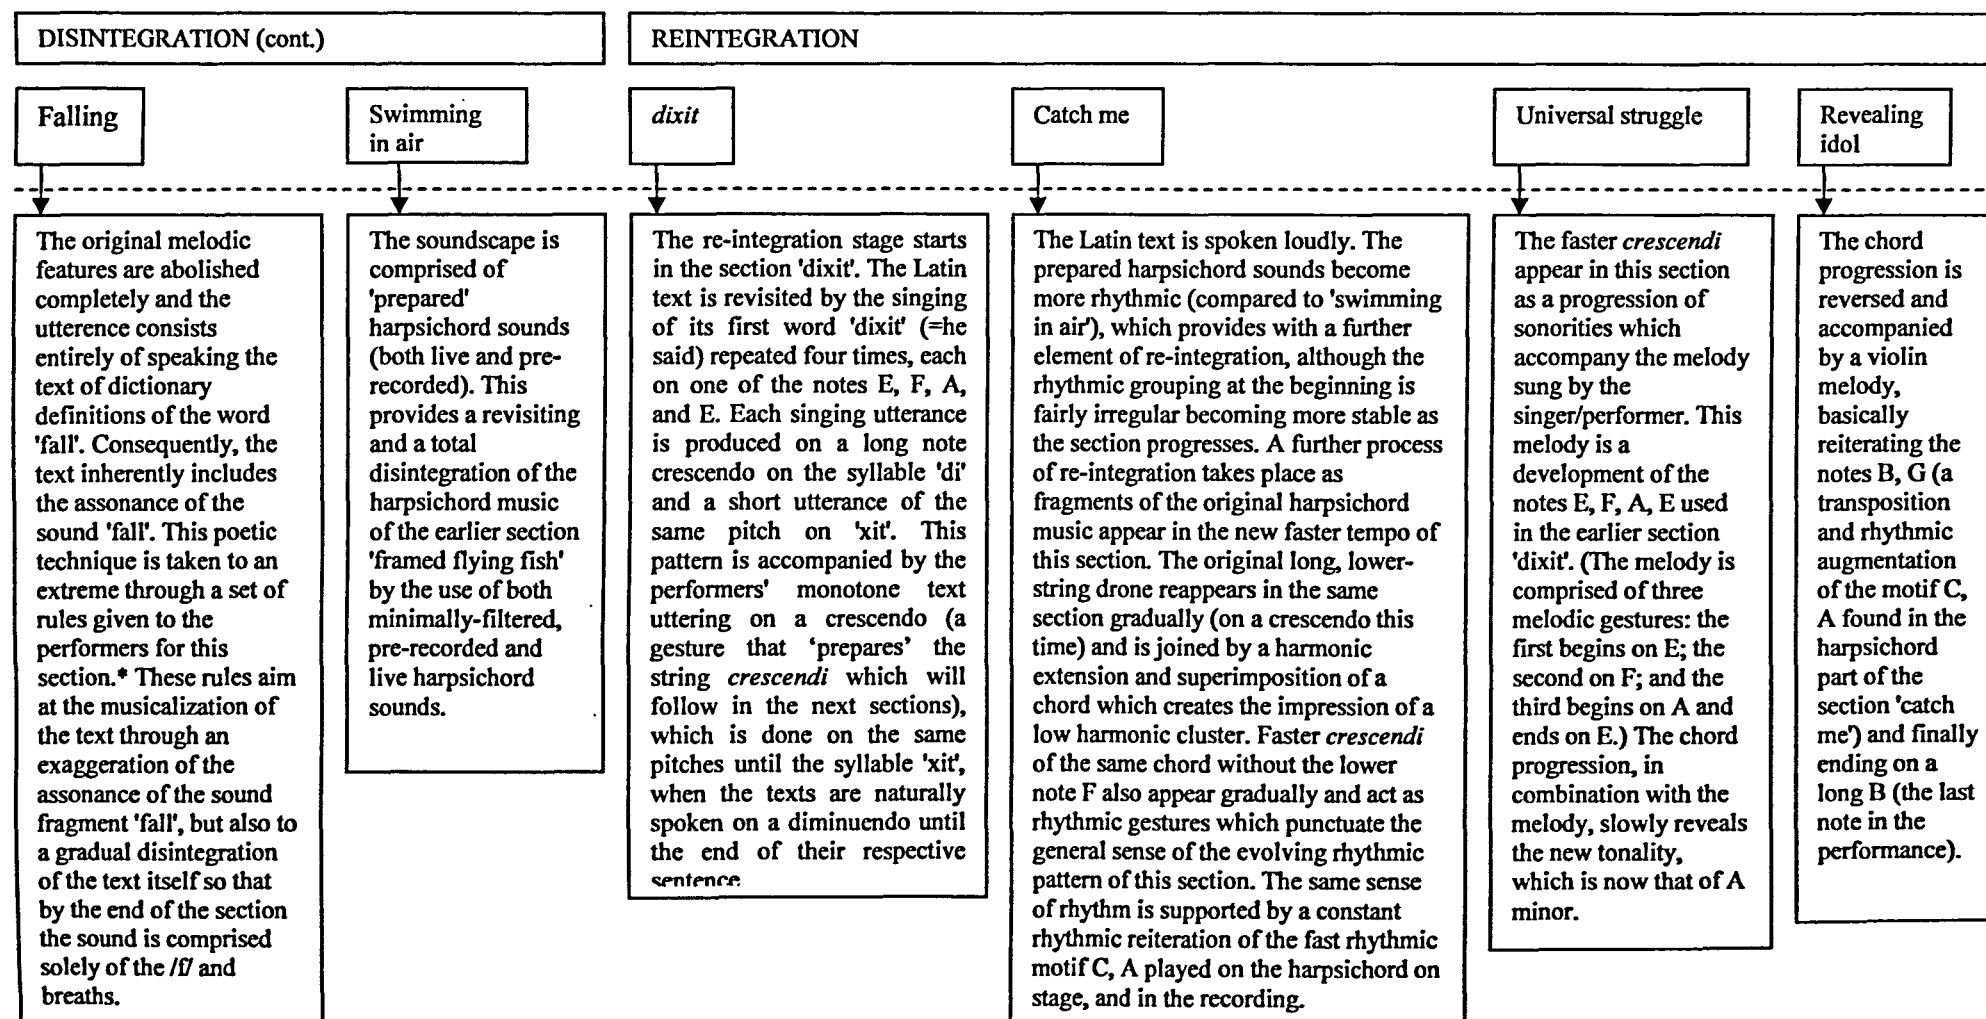 DISINTEGRATION (cont.)
REINTEGRATION
Falling
Swimming
in air
dixit
Catch me
Universal struggle
Revealing
idol
The original melodic
features are abolished
completely and the
utterence consists
entirely of speaking the
text of dictionary
definitions of the word
'fall'. Consequently, the
text inherently includes
the assonance of the
sound 'fall'. This poetic
technique is taken to an
extreme through a set of
rules given to the
performers for this
section.* These rules aim
at the musicalization of
the text through an
exaggeration of the
assonance of the sound
fragment 'fall', but also to
a gradual disintegration
of the text itself so that
by the end of the section
the sound is comprised
solely of the /f/ and
breaths.
The soundscape is
comprised of
'prepared'
harpsichord sounds
(both live and pre-
recorded). This
provides a revisiting
and a total
disintegration of the
harpsichord music
of the earlier section
'framed flying fish'
by the use of both
minimally-filtered,
pre-recorded and
live harpsichord
sounds.
The re-integration stage starts
in the section 'dixit'. The Latin
text is revisited by the singing
of its first word 'dixit' (=he
said) repeated four times, each
on one of the notes E, F, A,
and E. Each singing utterance
is produced on a long note
crescendo on the syllable 'di'
and a short utterance of the
same pitch on 'xit'. This
pattern is accompanied by the
performers' monotone text
uttering on a crescendo (a
gesture that 'prepares' the
string crescendi which will
follow in the next sections),
which is done on the same
pitches until the syllable 'xit',
when the texts are naturally
spoken on a diminuendo until
the end of their respective
sentence
The Latin text is spoken loudly. The
prepared harpsichord sounds become
more rhythmic (compared to 'swimming
in air'), which provides with a further
element of re-integration, although the
rhythmic grouping at the beginning is
fairly irregular becoming more stable as
the section progresses. A further process
of re-integration takes place as
fragments of the original harpsichord
music appear in the new faster tempo of
this section. The original long, lower-
string drone reappears in the same
section gradually (on a crescendo this
time) and is joined by a harmonic
extension and superimposition of a
chord which creates the impression of a
low harmonic cluster. Faster crescendi
of the same chord without the lower
note F also appear gradually and act as
rhythmic gestures which punctuate the
general sense of the evolving rhythmic
pattern of this section. The same sense
of rhythm is supported by a constant
rhythmic reiteration of the fast rhythmic
motif C, A played on the harpsichord on
stage, and in the recording.
The faster crescendi
appear in this section
as a progression of
sonorities which
accompany the melody
sung by the
singer/performer. This
melody is a
development of the
notes E, F, A, E used
in the earlier section
'dixit'. (The melody is
comprised of three
melodic gestures: the
first begins on E; the
second on F; and the
third begins on A and
ends on E.) The chord
progression, in
combination with the
melody, slowly reveals
the new tonality,
which is now that of A
minor.
The chord
progression is
reversed and
accompanied
by a violin
melody,
basically
reiterating the
notes B, G (a
transposition
and rhythmic
augmentation
of the motif C,
A found in the
harpsichord
part of the
section 'catch
me') and finally
ending on a
long B (the last
note in the
performance).